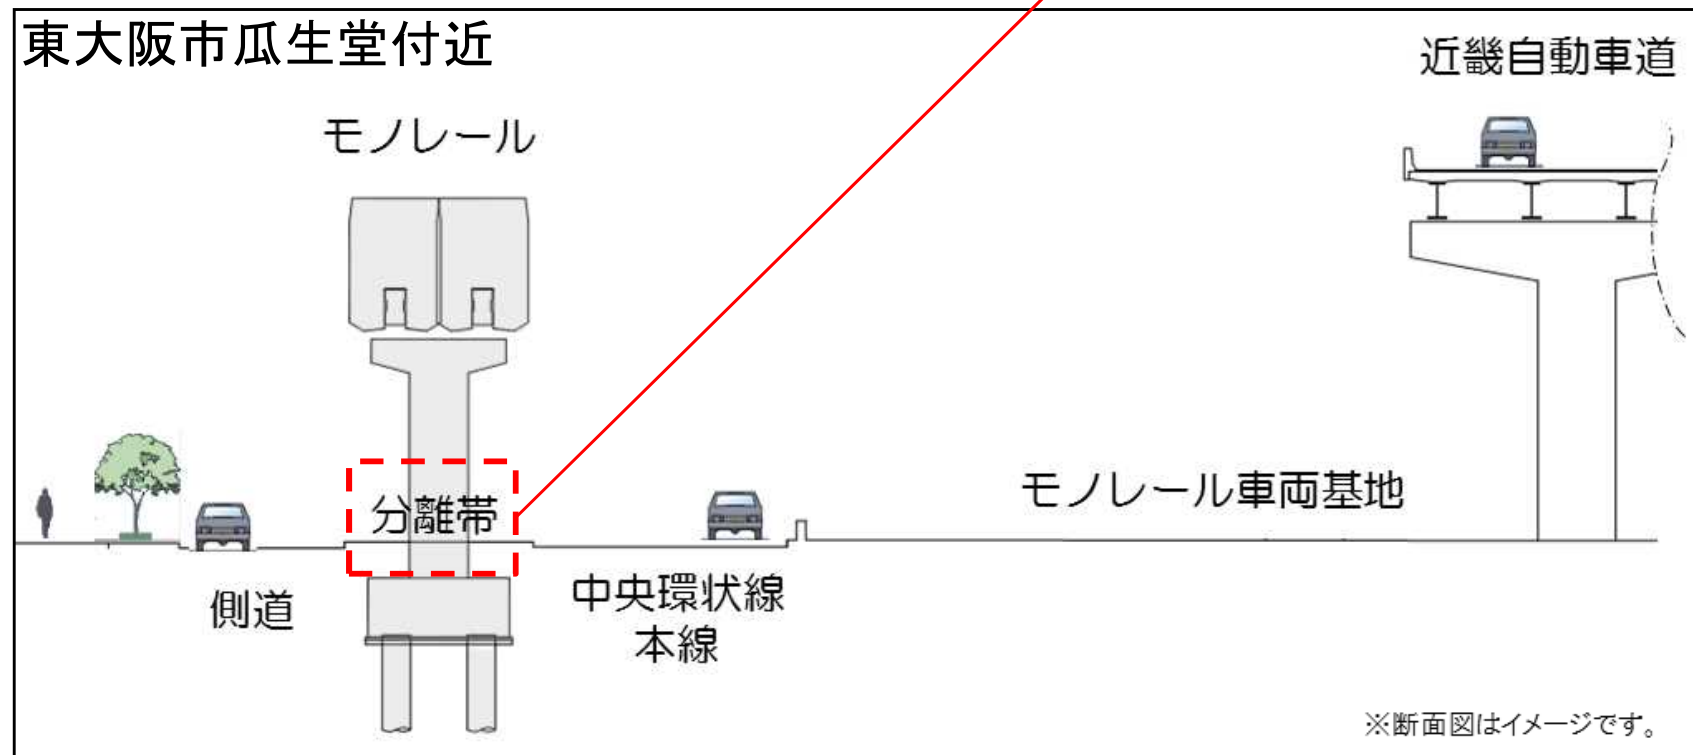 東大阪市瓜生堂付近
近畿自動車道
モノレール
分離帯
モノレール車両基地
側道
中央環状線
本線
※断面図はイメージです。